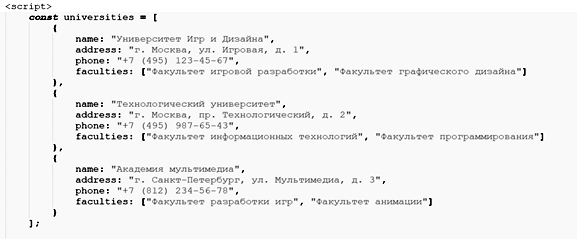 <script>
const universities = [
{
name: "Университет Игр и Дизайна",
address: "г. Москва, ул. Игровая, д. 1",
phone: "+7 (495) 123-45-67",
faculties: ["Факультет игровой разработки", "Факультет графического дизайна"]
},
{
name: "Технологический университет",
address: "г. Москва, пр. Технологический, д. 2",
phone: "+7 (495) 987-65-43",
faculties: ["Факультет информационных технологий", "Факультет программирования"]
},
{
name: "Академия мультимедиа",
address: "г. Санкт-Петербург, ул. Мультимедиа, д. 3",
phone: "+7 (812) 234-56-78",
faculties: ["Факультет разработки игр", "Факультет анимации"]
}
];